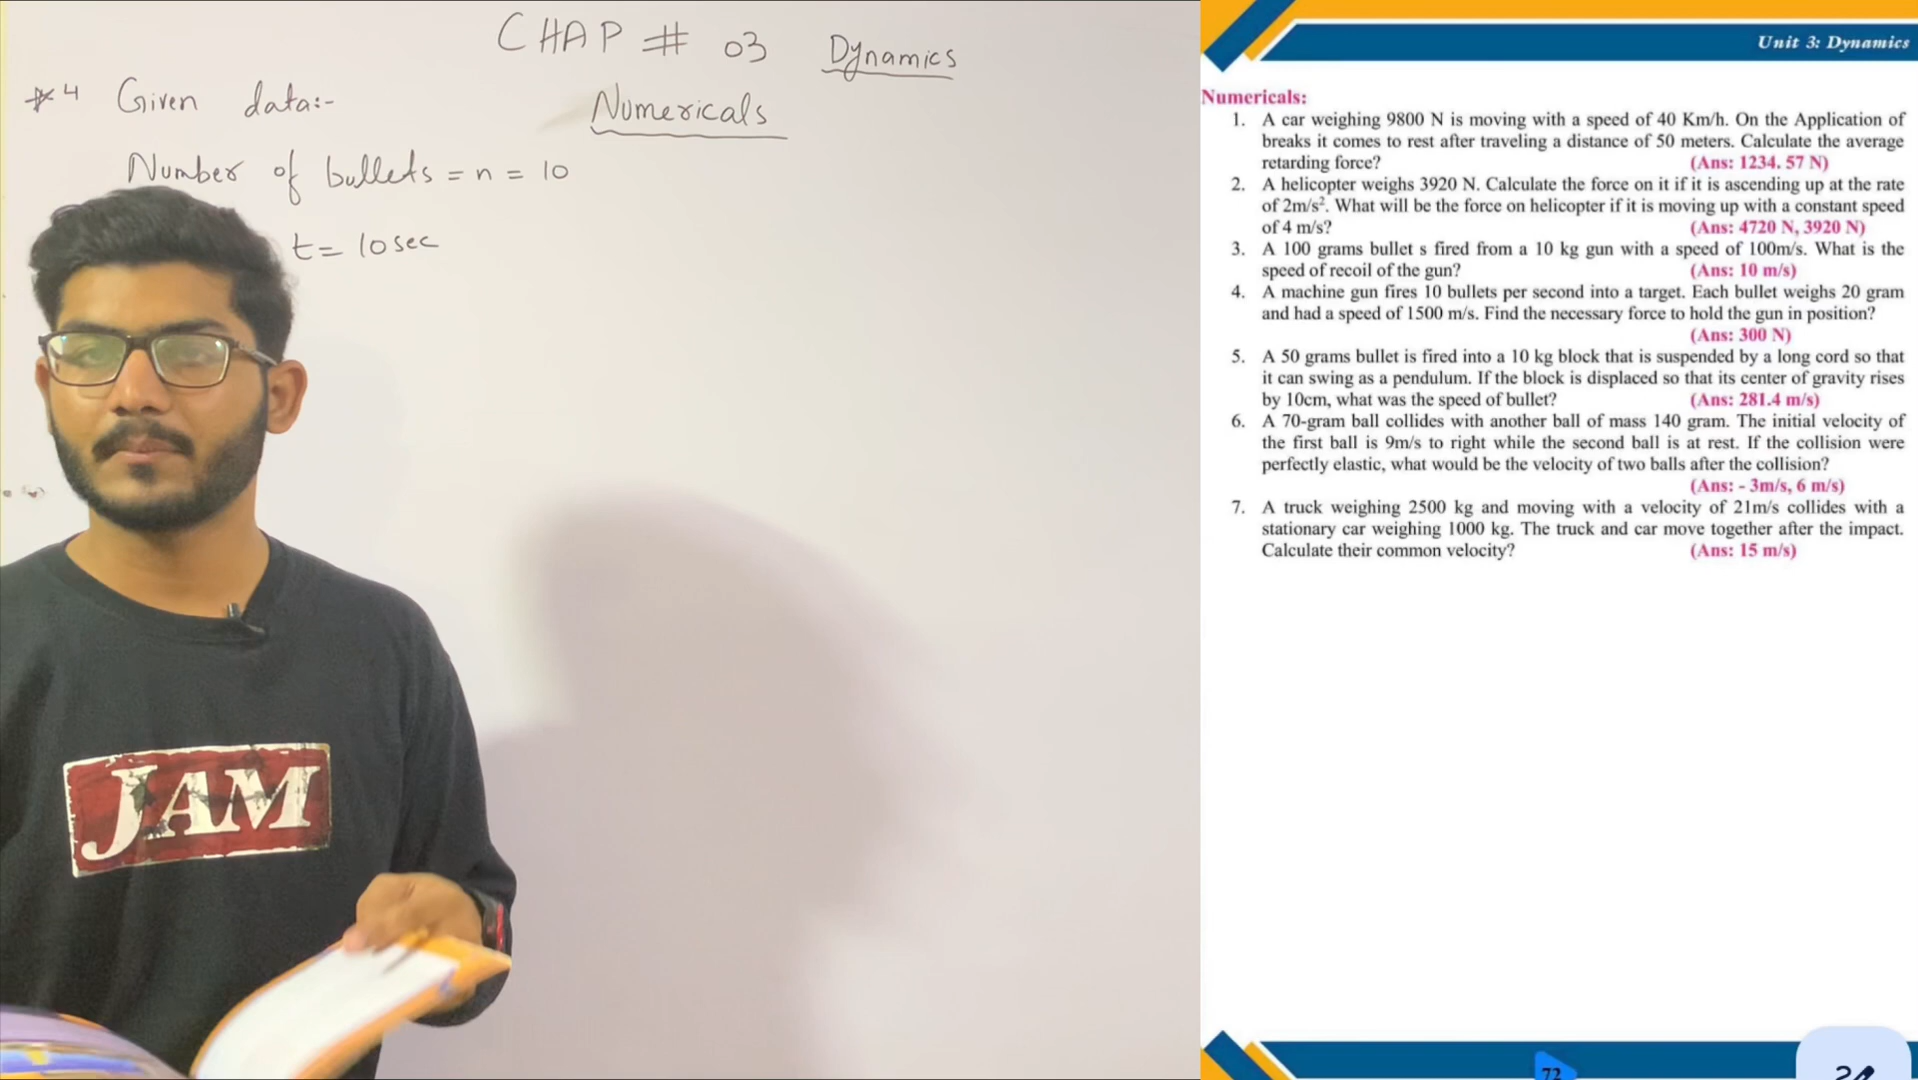 CHAP # 03 Dynamics
Numericals
*4 Given data:-
Number of bullets = n = 10
t = 10 sec
JAM
Unit 3: Dynamics
Numericals:
1. A car weighing 9800 N is moving with a speed of 40 Km/h. On the Application of
breaks it comes to rest after traveling a distance of 50 meters. Calculate the average
retarding force? (Ans: 1234. 57 N)
2. A helicopter weighs 3920 N. Calculate the force on it if it is ascending up at the rate
of 2m/s². What will be the force on helicopter if it is moving up with a constant speed
of 4 m/s? (Ans: 4720 N, 3920 N)
3. A 100 grams bullet s fired from a 10 kg gun with a speed of 100m/s. What is the
speed of recoil of the gun? (Ans: 10 m/s)
4. A machine gun fires 10 bullets per second into a target. Each bullet weighs 20 gram
and had a speed of 1500 m/s. Find the necessary force to hold the gun in position?
(Ans: 300 N)
5. A 50 grams bullet is fired into a 10 kg block that is suspended by a long cord so that
it can swing as a pendulum. If the block is displaced so that its center of gravity rises
by 10cm, what was the speed of bullet? (Ans: 281.4 m/s)
6. A 70-gram ball collides with another ball of mass 140 gram. The initial velocity of
the first ball is 9m/s to right while the second ball is at rest. If the collision were
perfectly elastic, what would be the velocity of two balls after the collision?
(Ans: - 3m/s, 6 m/s)
7. A truck weighing 2500 kg and moving with a velocity of 21m/s collides with a
stationary car weighing 1000 kg. The truck and car move together after the impact.
Calculate their common velocity? (Ans: 15 m/s)
72